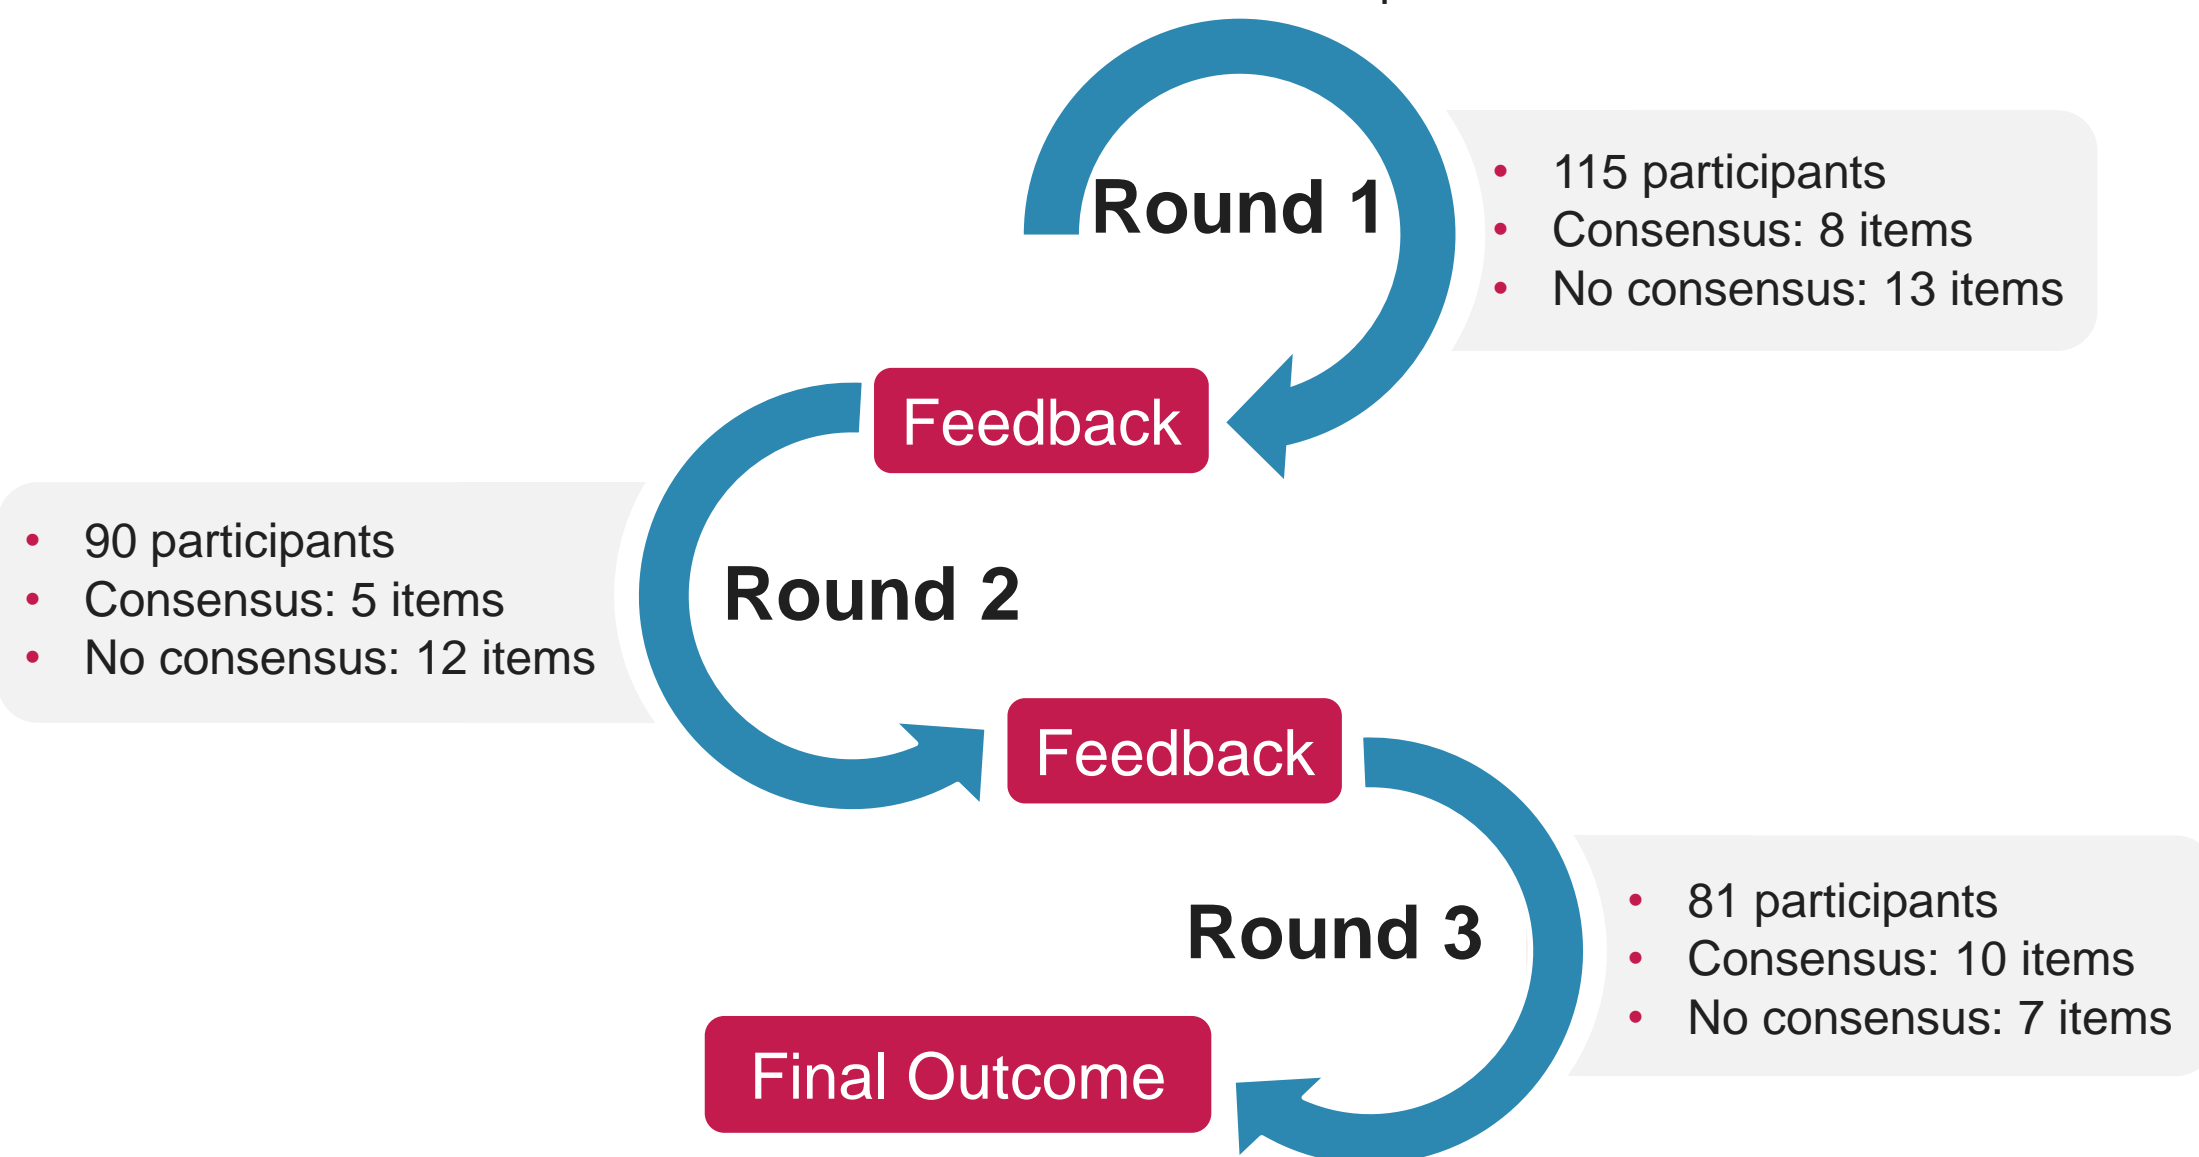 Round 1
• 115 participants
• Consensus: 8 items
• No consensus: 13 items
Feedback
• 90 participants
• Consensus: 5 items
• No consensus: 12 items
Round 2
Feedback
Round 3
• 81 participants
• Consensus: 10 items
• No consensus: 7 items
Final Outcome